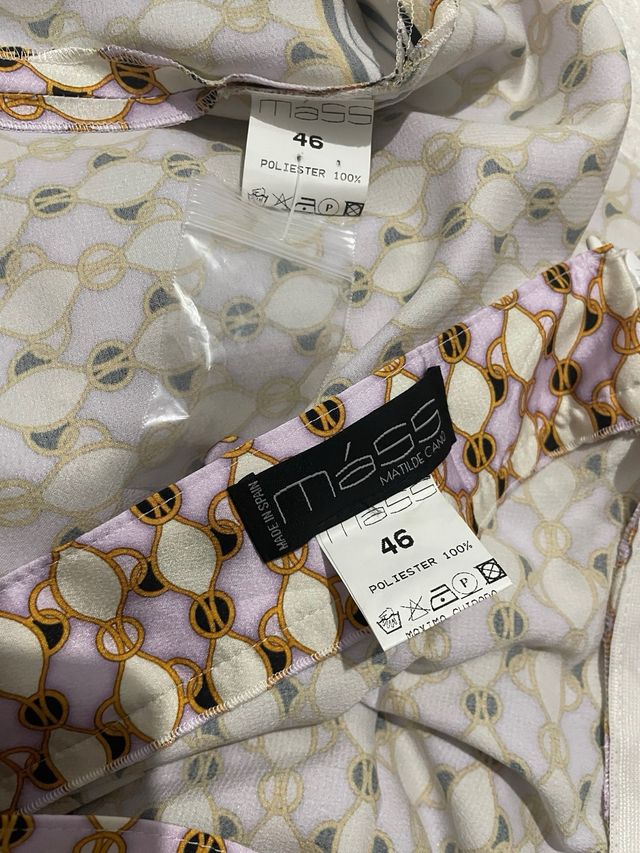 máss
46
POLIESTER 100%
P
máss
MATILDE CANO
MADE IN SPAIN
máss
46
POLIESTER 100%
P
MAXIMO CUIDADO